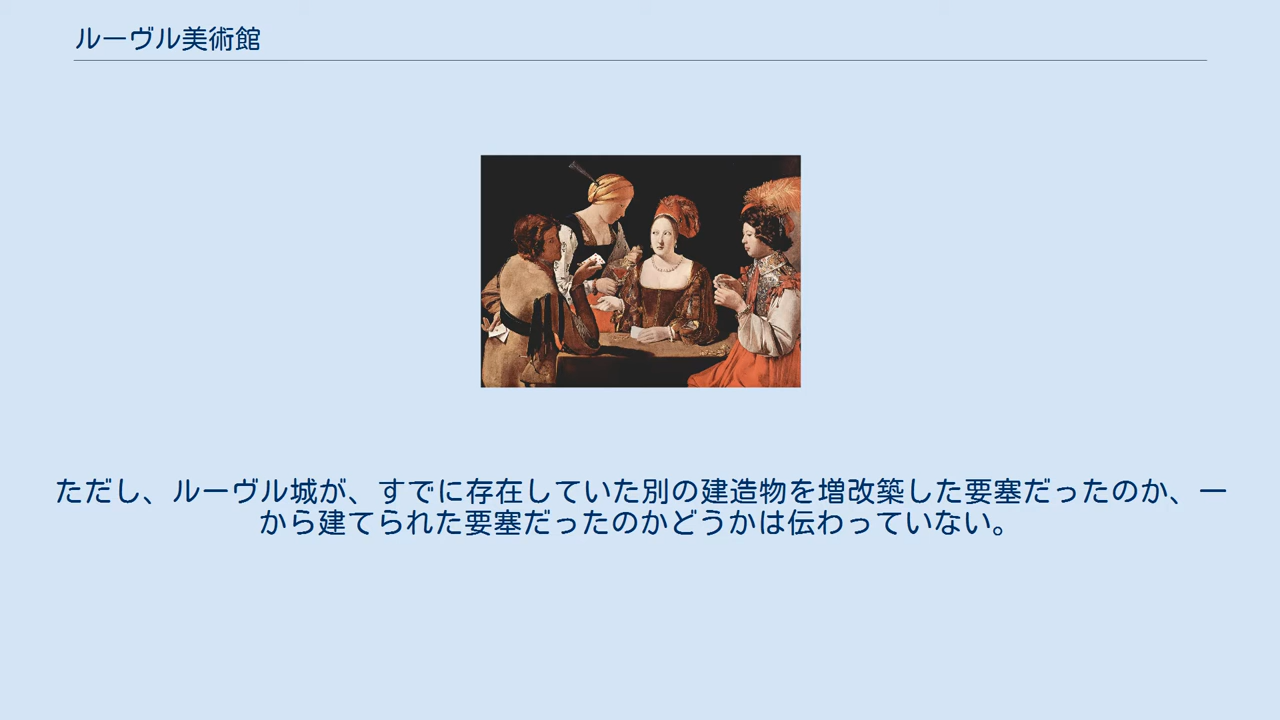 ルーヴル美術館
ただし、ルーヴル城が、すでに存在していた別の建造物を増改築した要塞だったのか、一
から建てられた要塞だったのかどうかは伝わっていない。